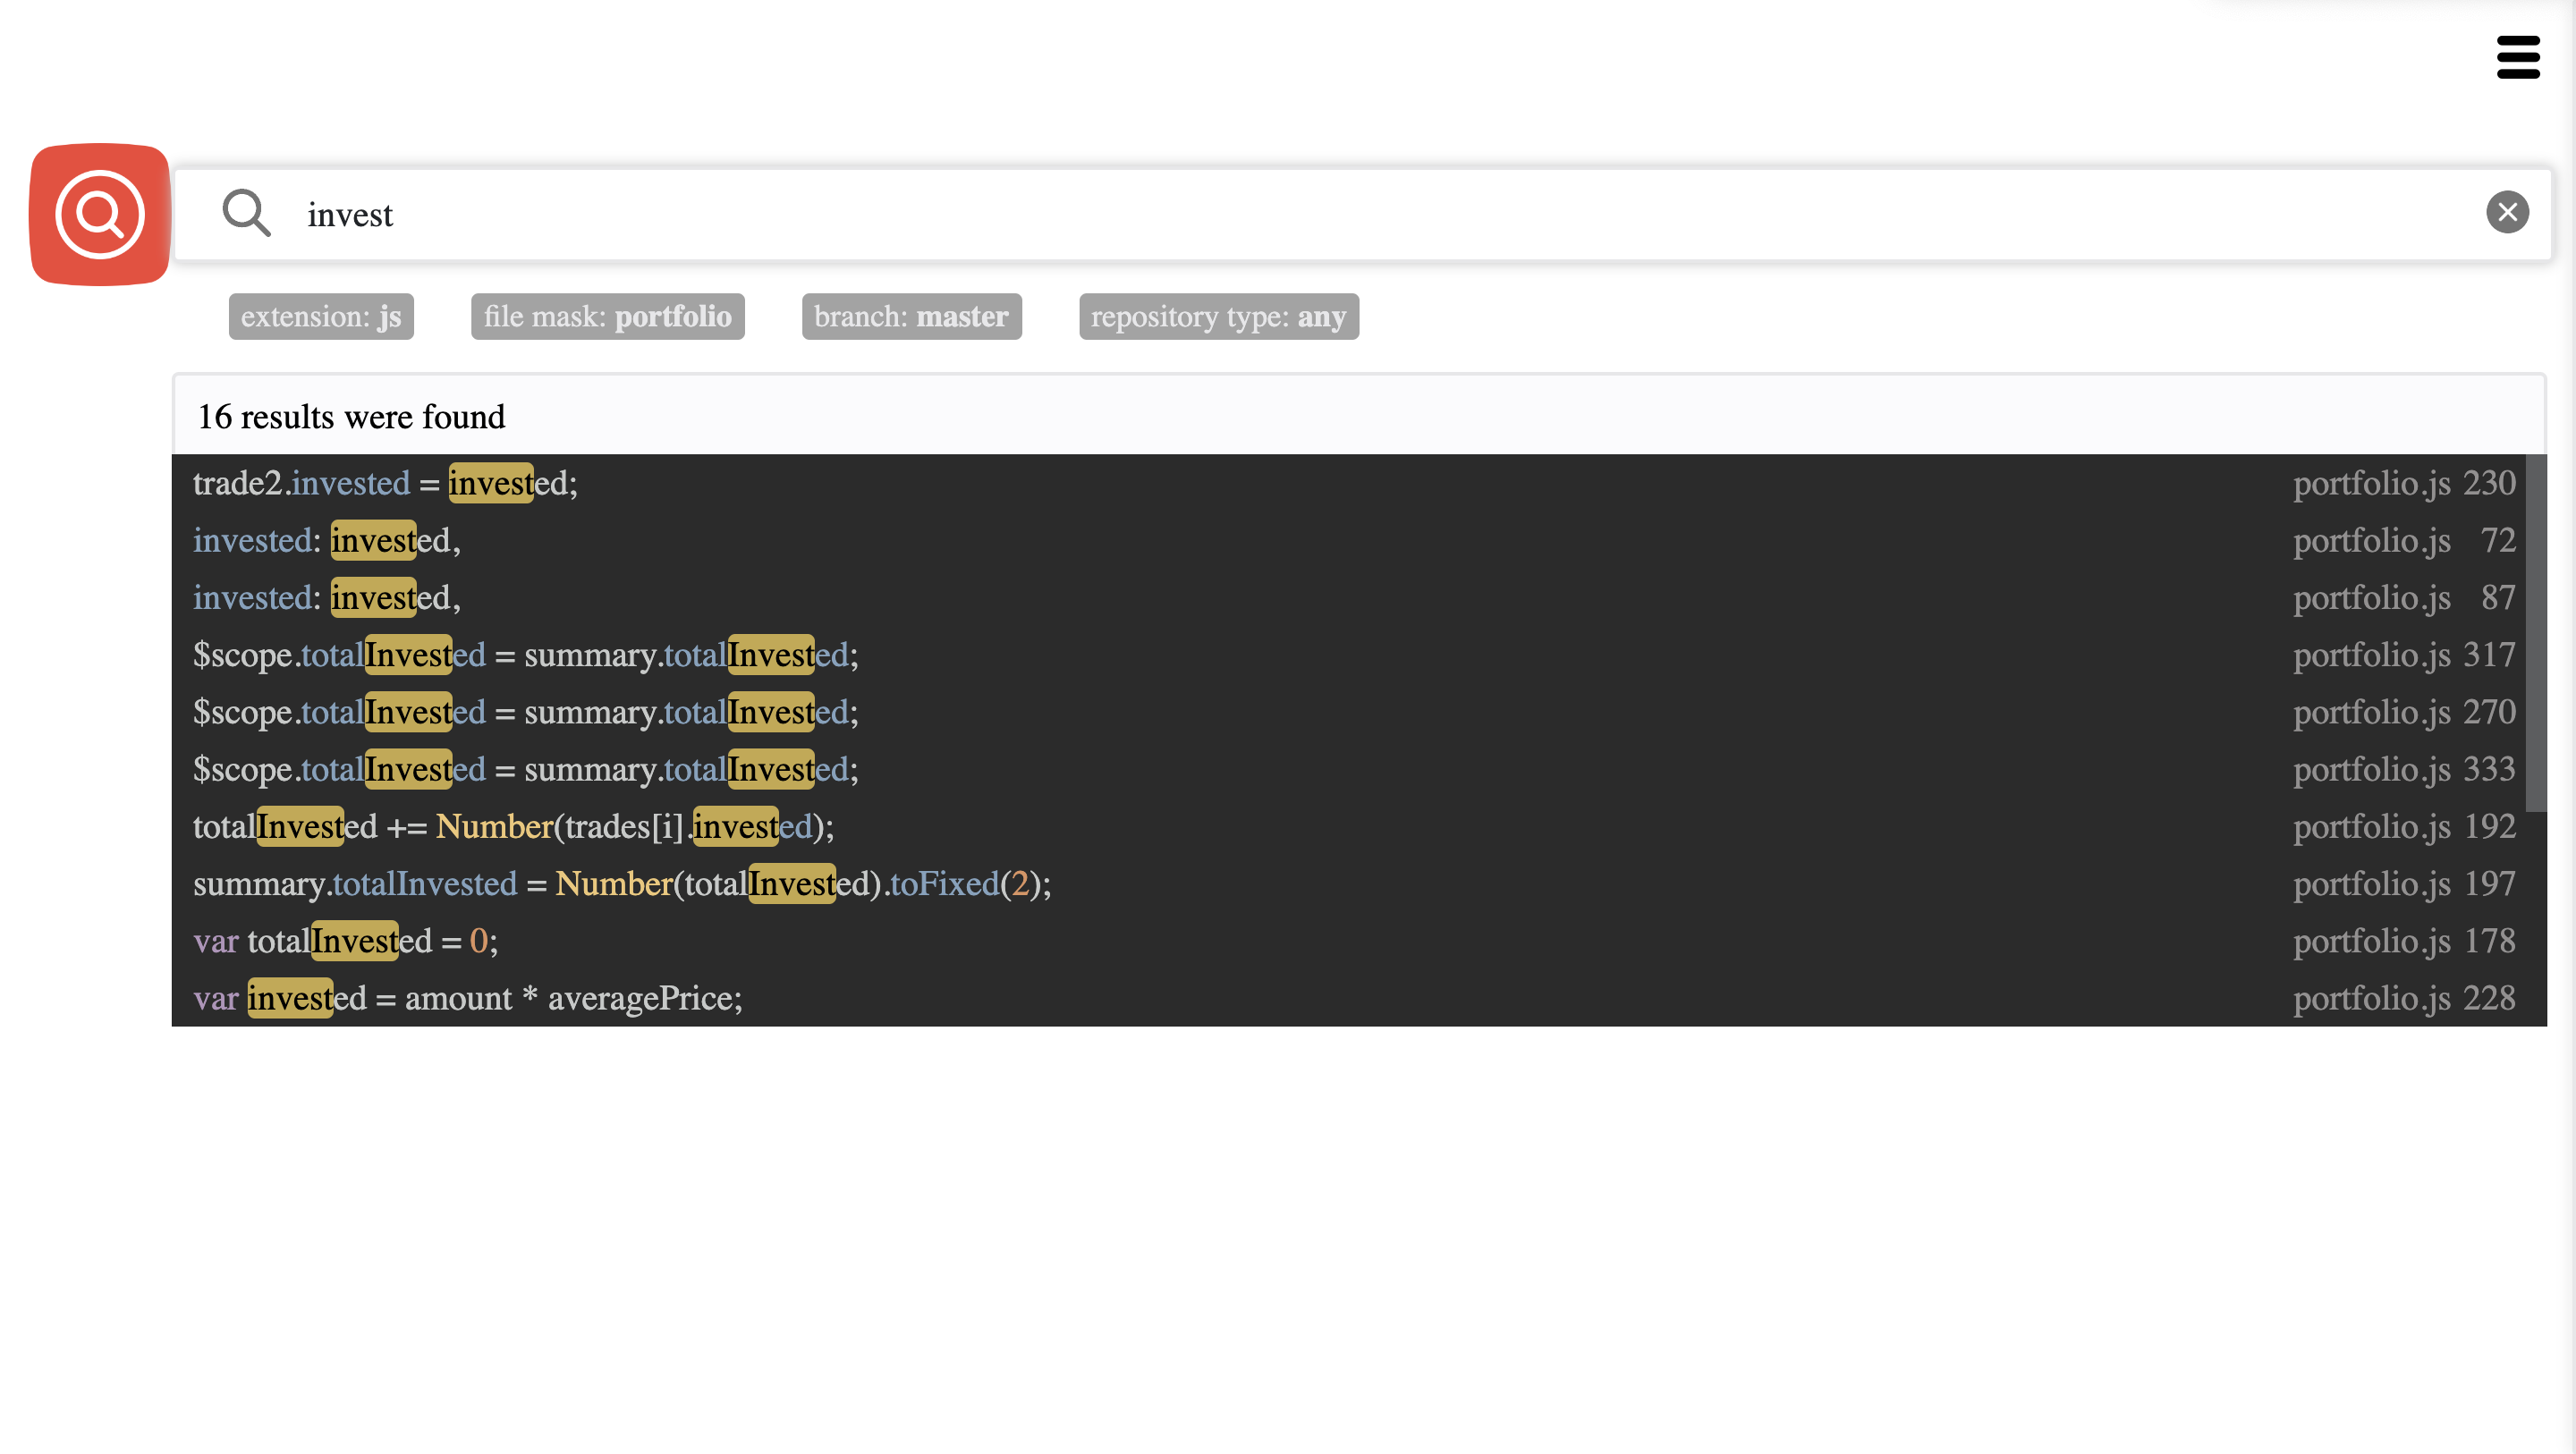 invest
extension: js file mask: portfolio branch: master repository type: any
16 results were found
trade2.invested = invested; portfolio.js 230
invested: invested, portfolio.js 72
invested: invested, portfolio.js 87
$scope.totalInvested = summary.totalInvested; portfolio.js 317
$scope.totalInvested = summary.totalInvested; portfolio.js 270
$scope.totalInvested = summary.totalInvested; portfolio.js 333
totalInvested += Number(trades[i].invested); portfolio.js 192
summary.totalInvested = Number(totalInvested).toFixed(2); portfolio.js 197
var totalInvested = 0; portfolio.js 178
var invested = amount * averagePrice; portfolio.js 228